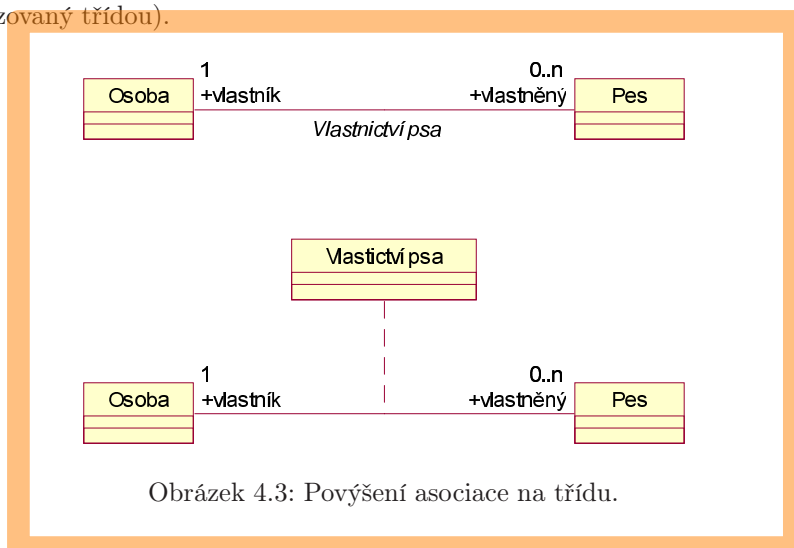 zovaný třídou).
1 0..n
Osoba +vlastník +vlastněný Pes
Vlastnictví psa
Vlastictví psa
1 0..n
Osoba +vlastník +vlastněný Pes
Obrázek 4.3: Povýšení asociace na třídu.